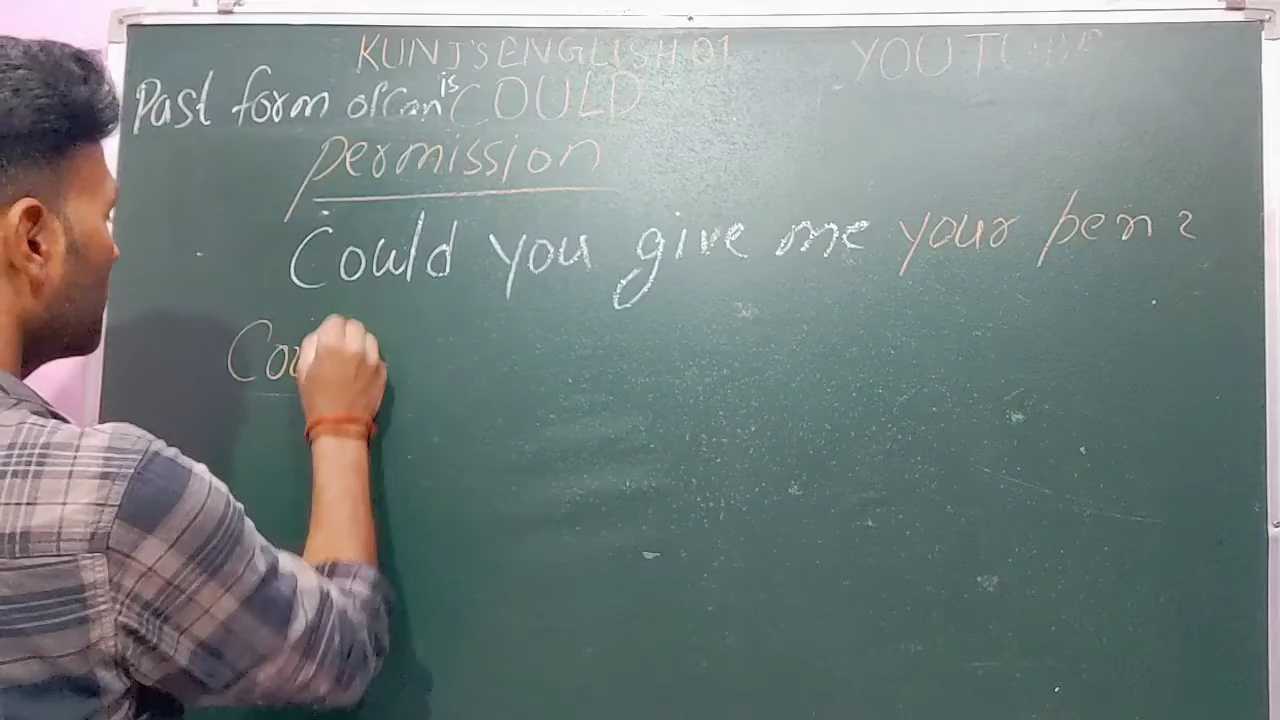 KUNJ'S ENGLISH 01 YOUTUBE
Past form of Can is COULD
permission
Could you give me your pen?
Cou